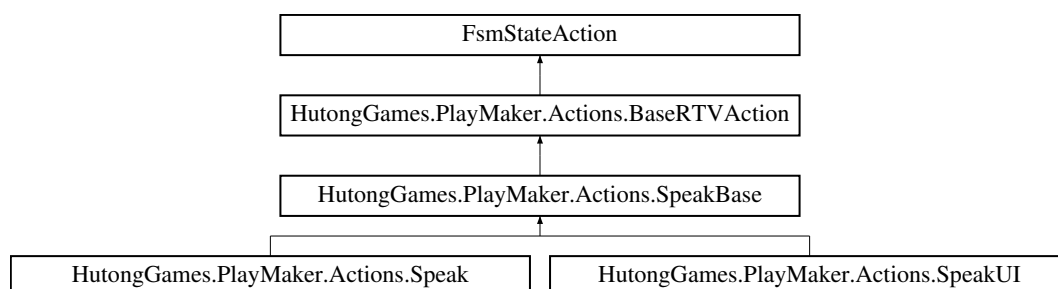 FsmStateAction
HutongGames.PlayMaker.Actions.BaseRTVAction
HutongGames.PlayMaker.Actions.SpeakBase
HutongGames.PlayMaker.Actions.Speak
HutongGames.PlayMaker.Actions.SpeakUI